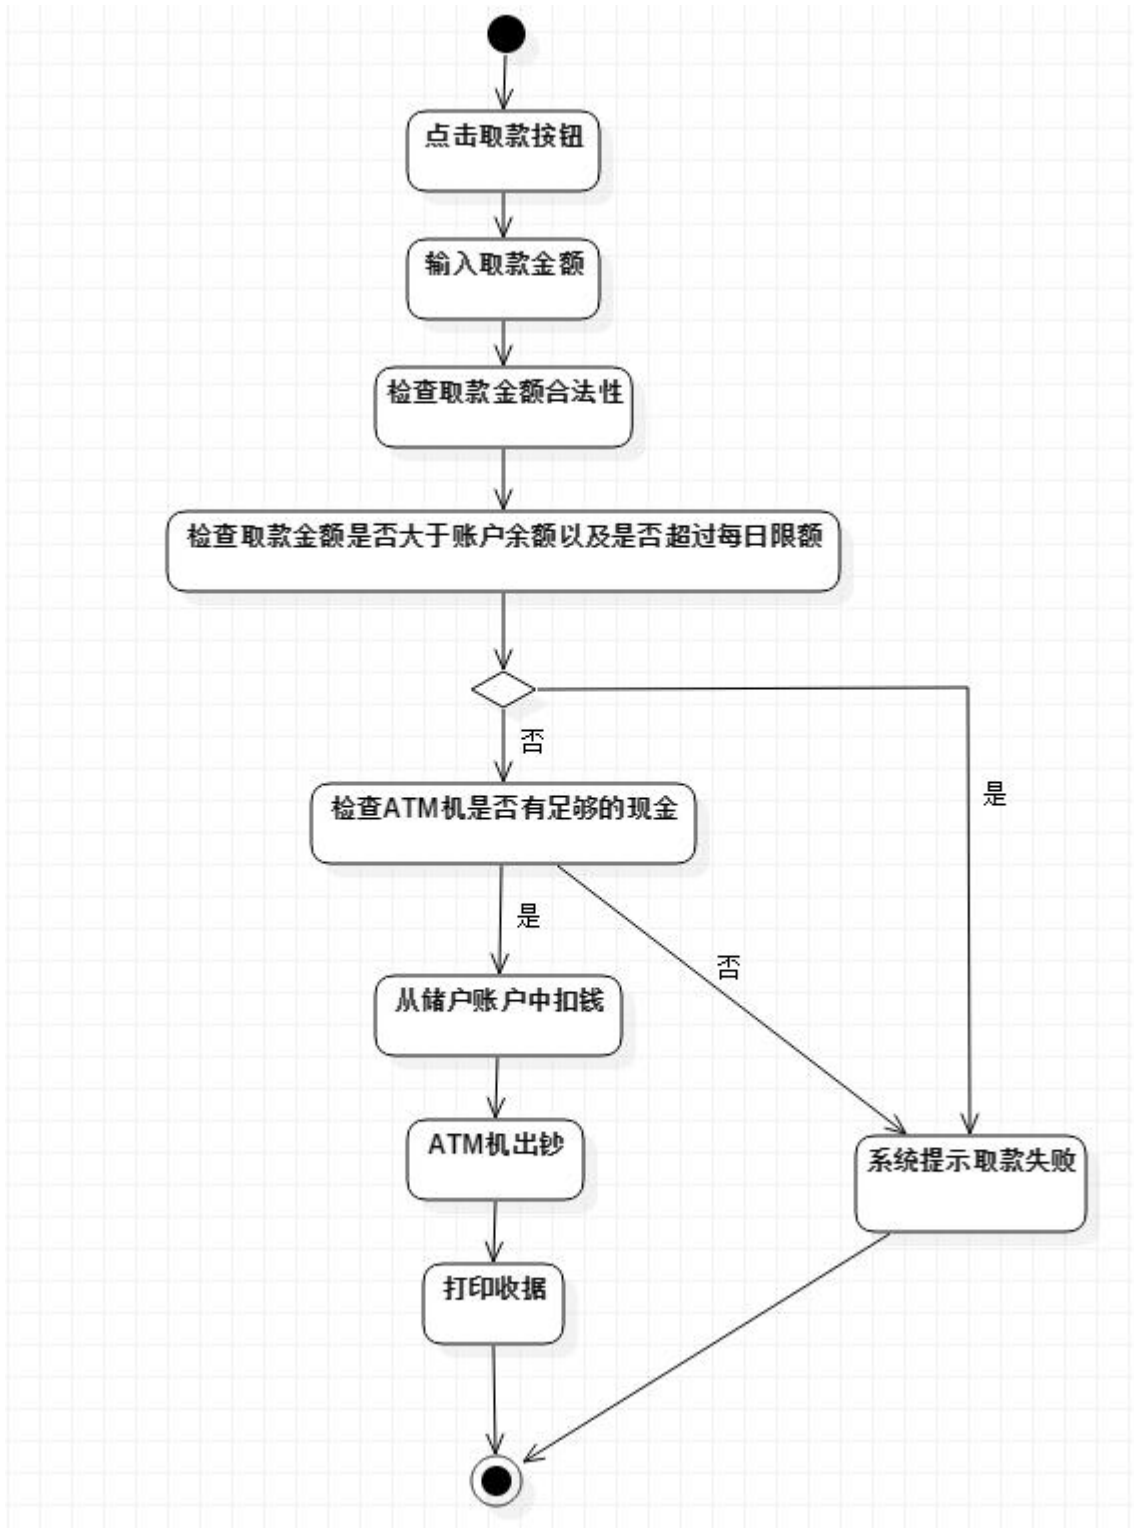 点击取款按钮
输入取款金额
检查取款金额合法性
检查取款金额是否大于账户余额以及是否超过每日限额
否
是
检查ATM机是否有足够的现金
是
否
从储户账户中扣钱
ATM机出钞
系统提示取款失败
打印收据